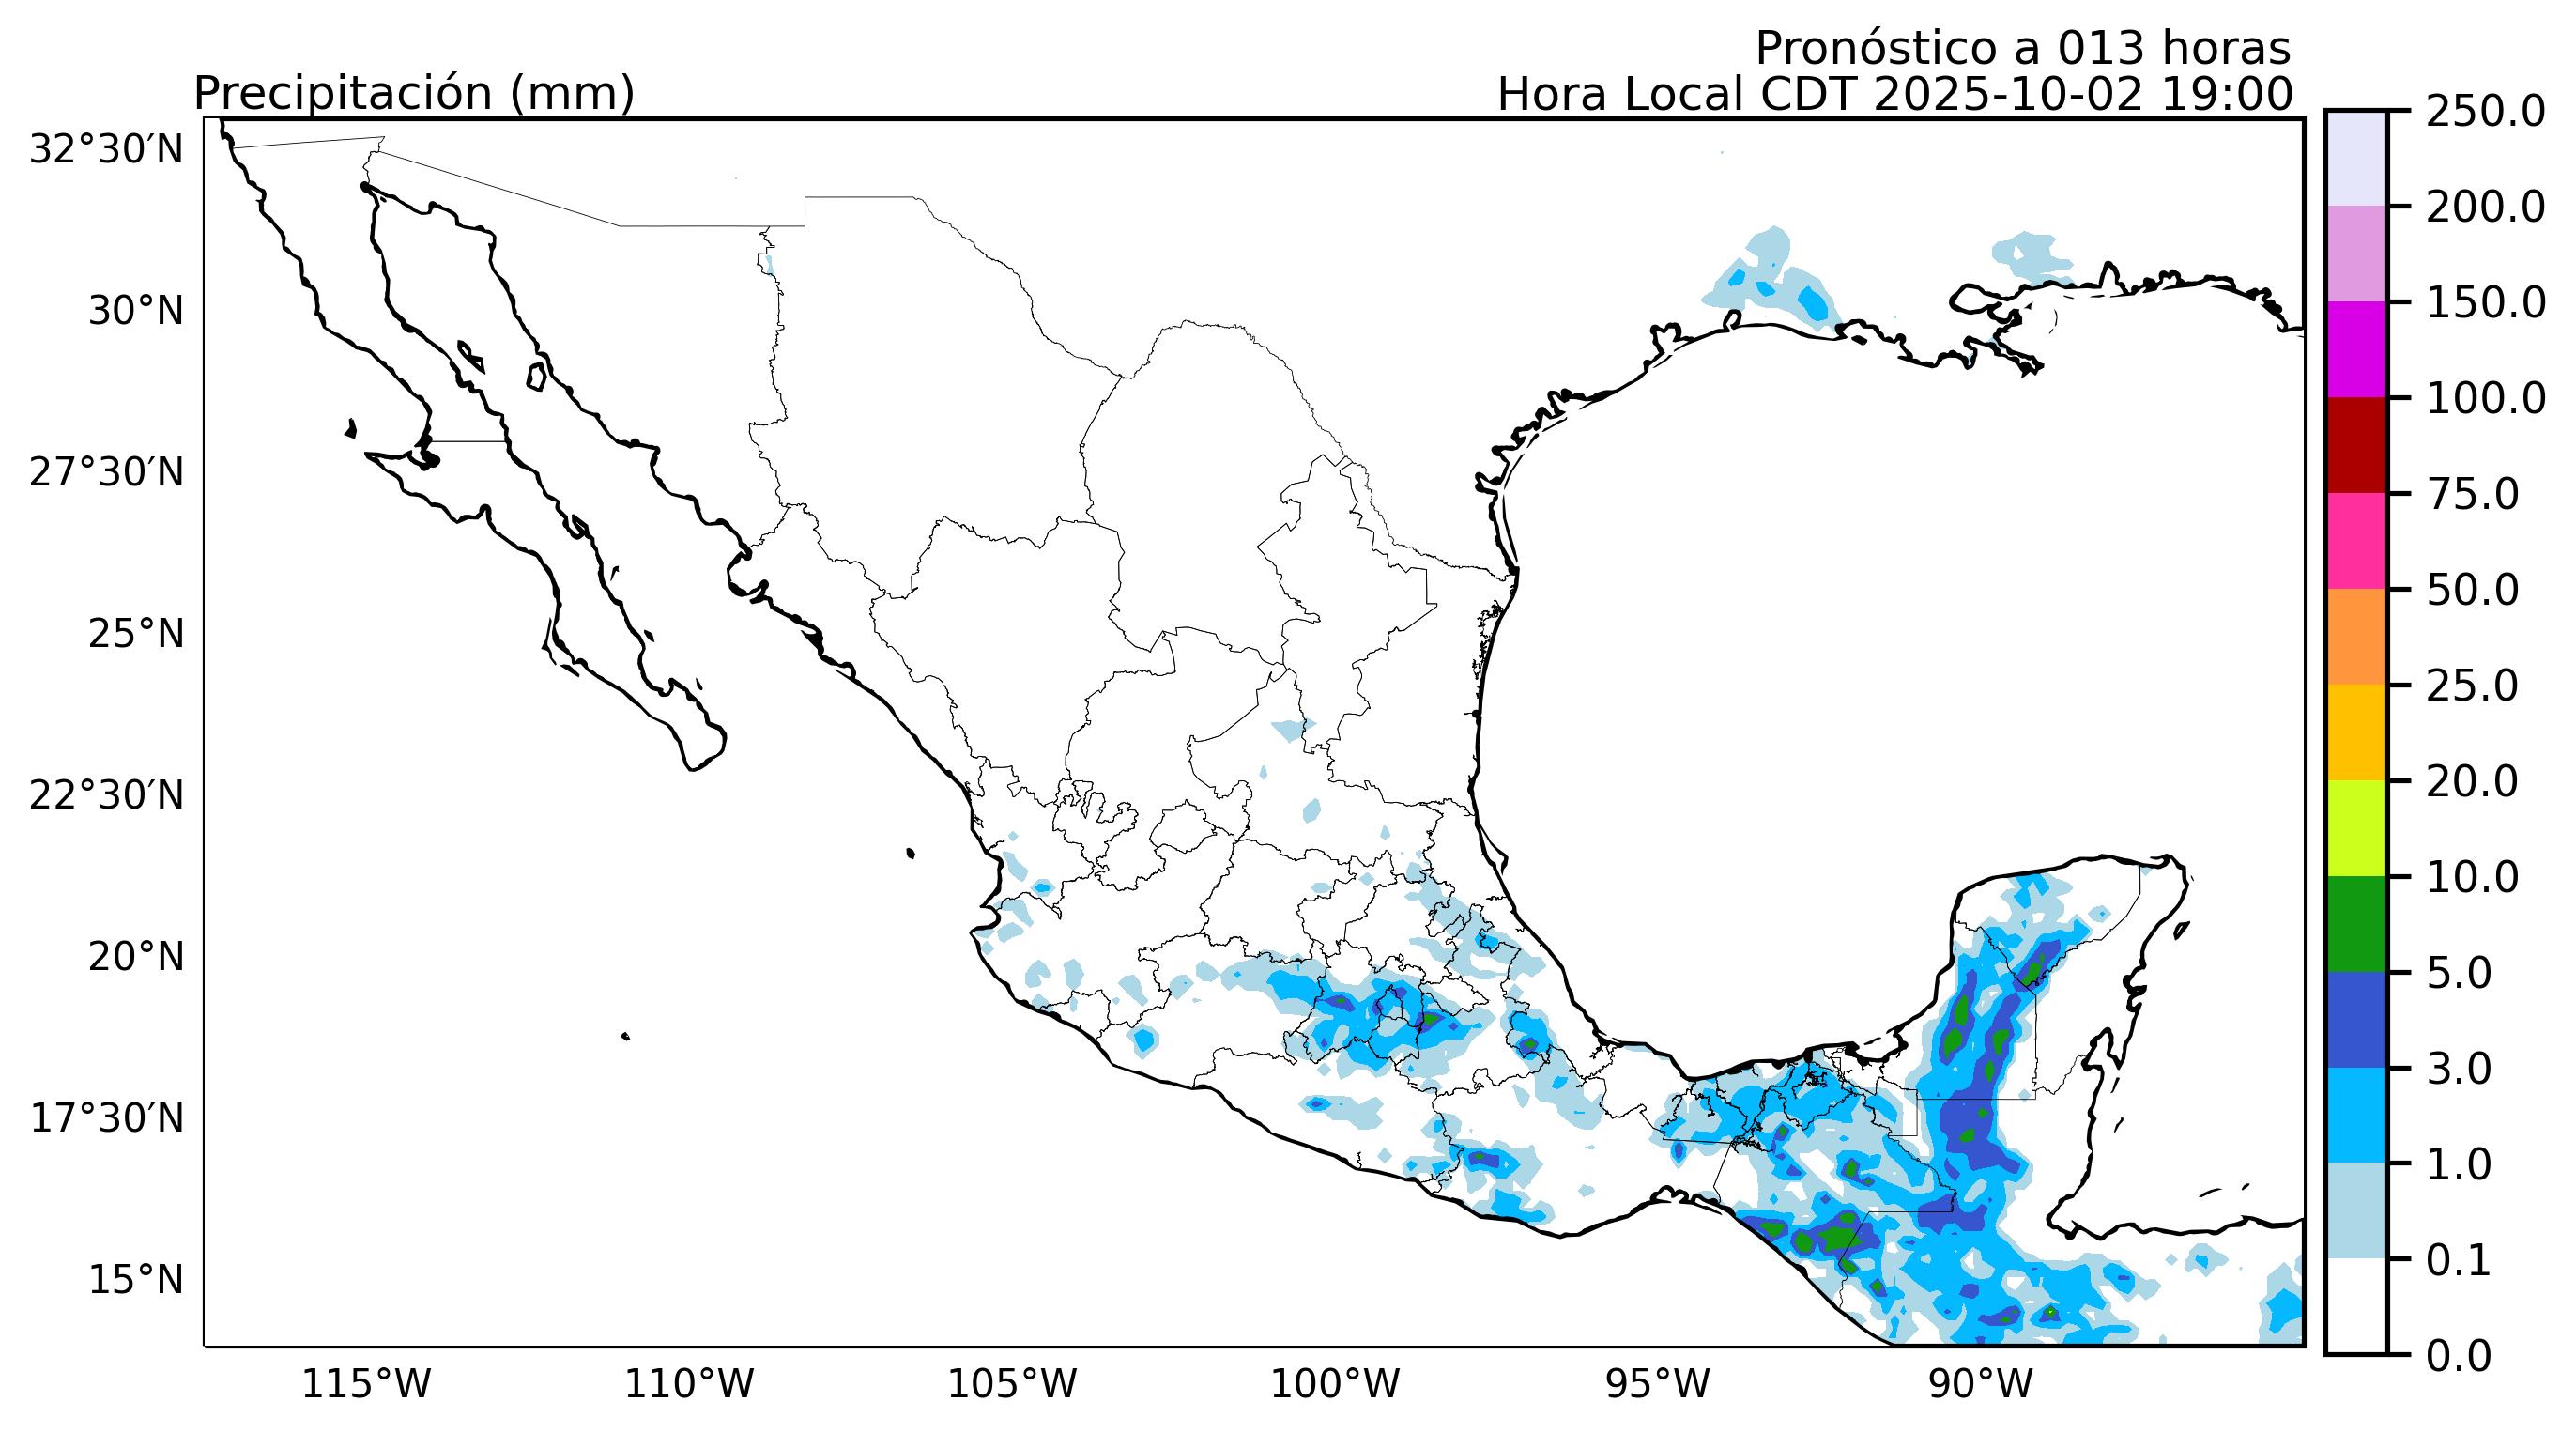 Pronóstico a 013 horas
Precipitación (mm)
Hora Local CDT 2025-10-02 19:00
32°30′N
30°N
27°30′N
25°N
22°30′N
20°N
17°30′N
15°N
115°W
110°W
105°W
100°W
95°W
90°W
250.0
200.0
150.0
100.0
75.0
50.0
25.0
20.0
10.0
5.0
3.0
1.0
0.1
0.0